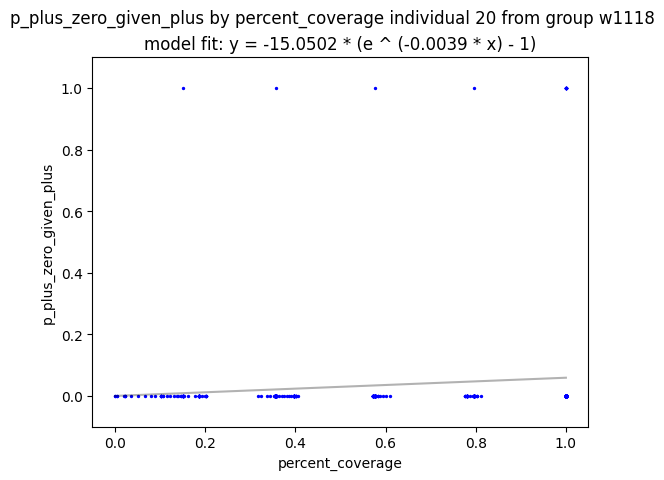 p_plus_zero_given_plus by percent_coverage individual 20 from group w1118
model fit: y = -15.0502 * (e ^ (-0.0039 * x) - 1)
p_plus_zero_given_plus
1.0
0.8
0.6
0.4
0.2
0.0
0.0 0.2 0.4 0.6 0.8 1.0
percent_coverage